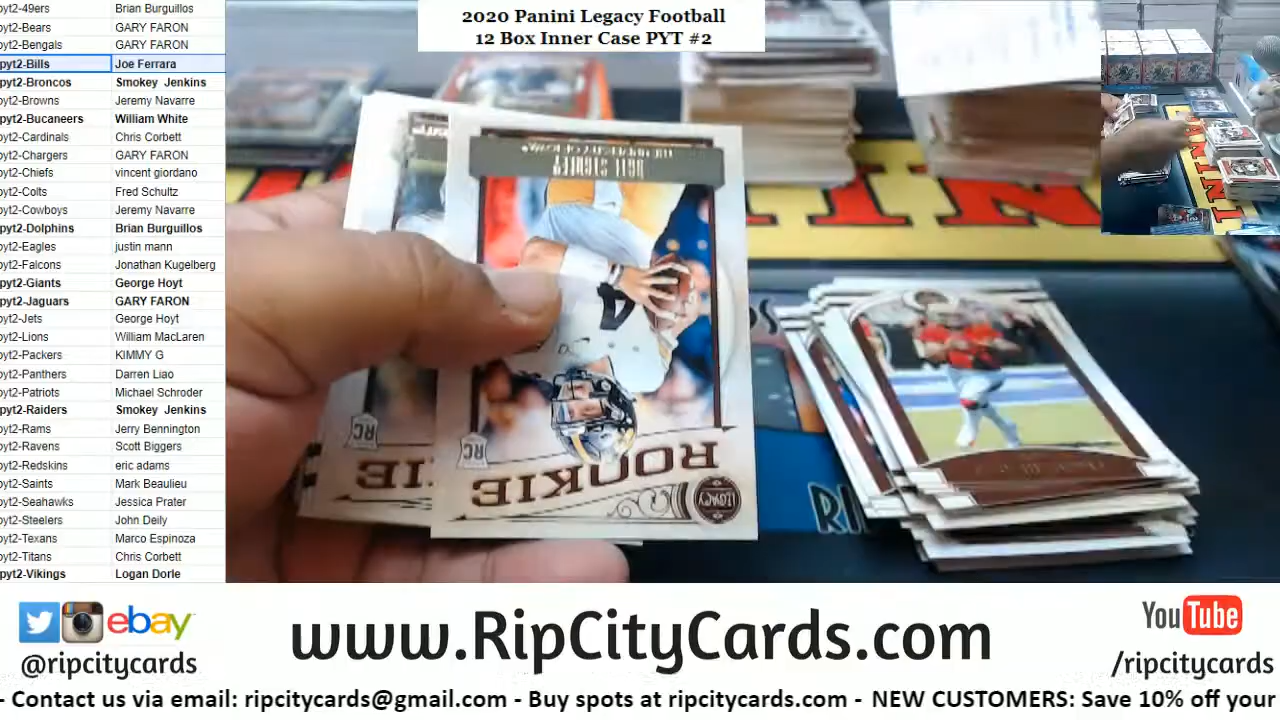 pyt2-49ers Brian Burguillos
pyt2-Bears GARY FARON
pyt2-Bengals GARY FARON
pyt2-Bills Joe Ferrara
pyt2-Broncos Smokey Jenkins
pyt2-Browns Jeremy Navarre
pyt2-Bucaneers William White
pyt2-Cardinals Chris Corbett
pyt2-Chargers GARY FARON
pyt2-Chiefs vincent giordano
pyt2-Colts Fred Schultz
pyt2-Cowboys Jeremy Navarre
pyt2-Dolphins Brian Burguillos
pyt2-Eagles justin mann
pyt2-Falcons Jonathan Kugelberg
pyt2-Giants George Hoyt
pyt2-Jaguars GARY FARON
pyt2-Jets George Hoyt
pyt2-Lions William MacLaren
pyt2-Packers KIMMY G
pyt2-Panthers Darren Liao
pyt2-Patriots Michael Schroder
pyt2-Raiders Smokey Jenkins
pyt2-Rams Jerry Bennington
pyt2-Ravens Scott Biggers
pyt2-Redskins eric adams
pyt2-Saints Mark Beaulieu
pyt2-Seahawks Jessica Prater
pyt2-Steelers John Deily
pyt2-Texans Marco Espinoza
pyt2-Titans Chris Corbett
pyt2-Vikings Logan Dorle
2020 Panini Legacy Football
12 Box Inner Case PYT #2
NATE STANLEY
ROOKIE
LEGACY
RC
RC
ebay
@ripcitycards
www.RipCityCards.com
YouTube
/ripcitycards
- Contact us via email: ripcitycards@gmail.com - Buy spots at ripcitycards.com - NEW CUSTOMERS: Save 10% off your